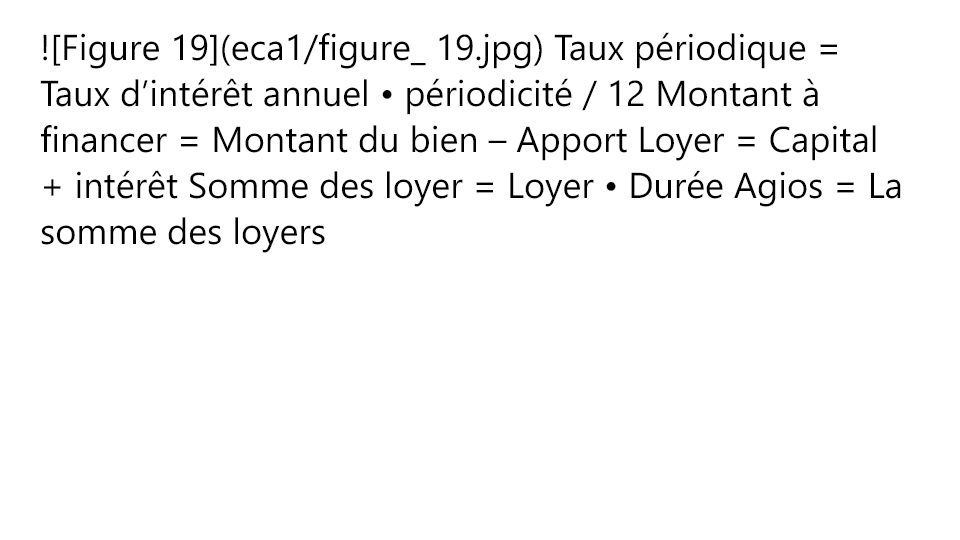 ![Figure 19](eca1/figure_ 19.jpg) Taux périodique =
Taux d’intérêt annuel • périodicité / 12 Montant à
financer = Montant du bien – Apport Loyer = Capital
+ intérêt Somme des loyer = Loyer • Durée Agios = La
somme des loyers